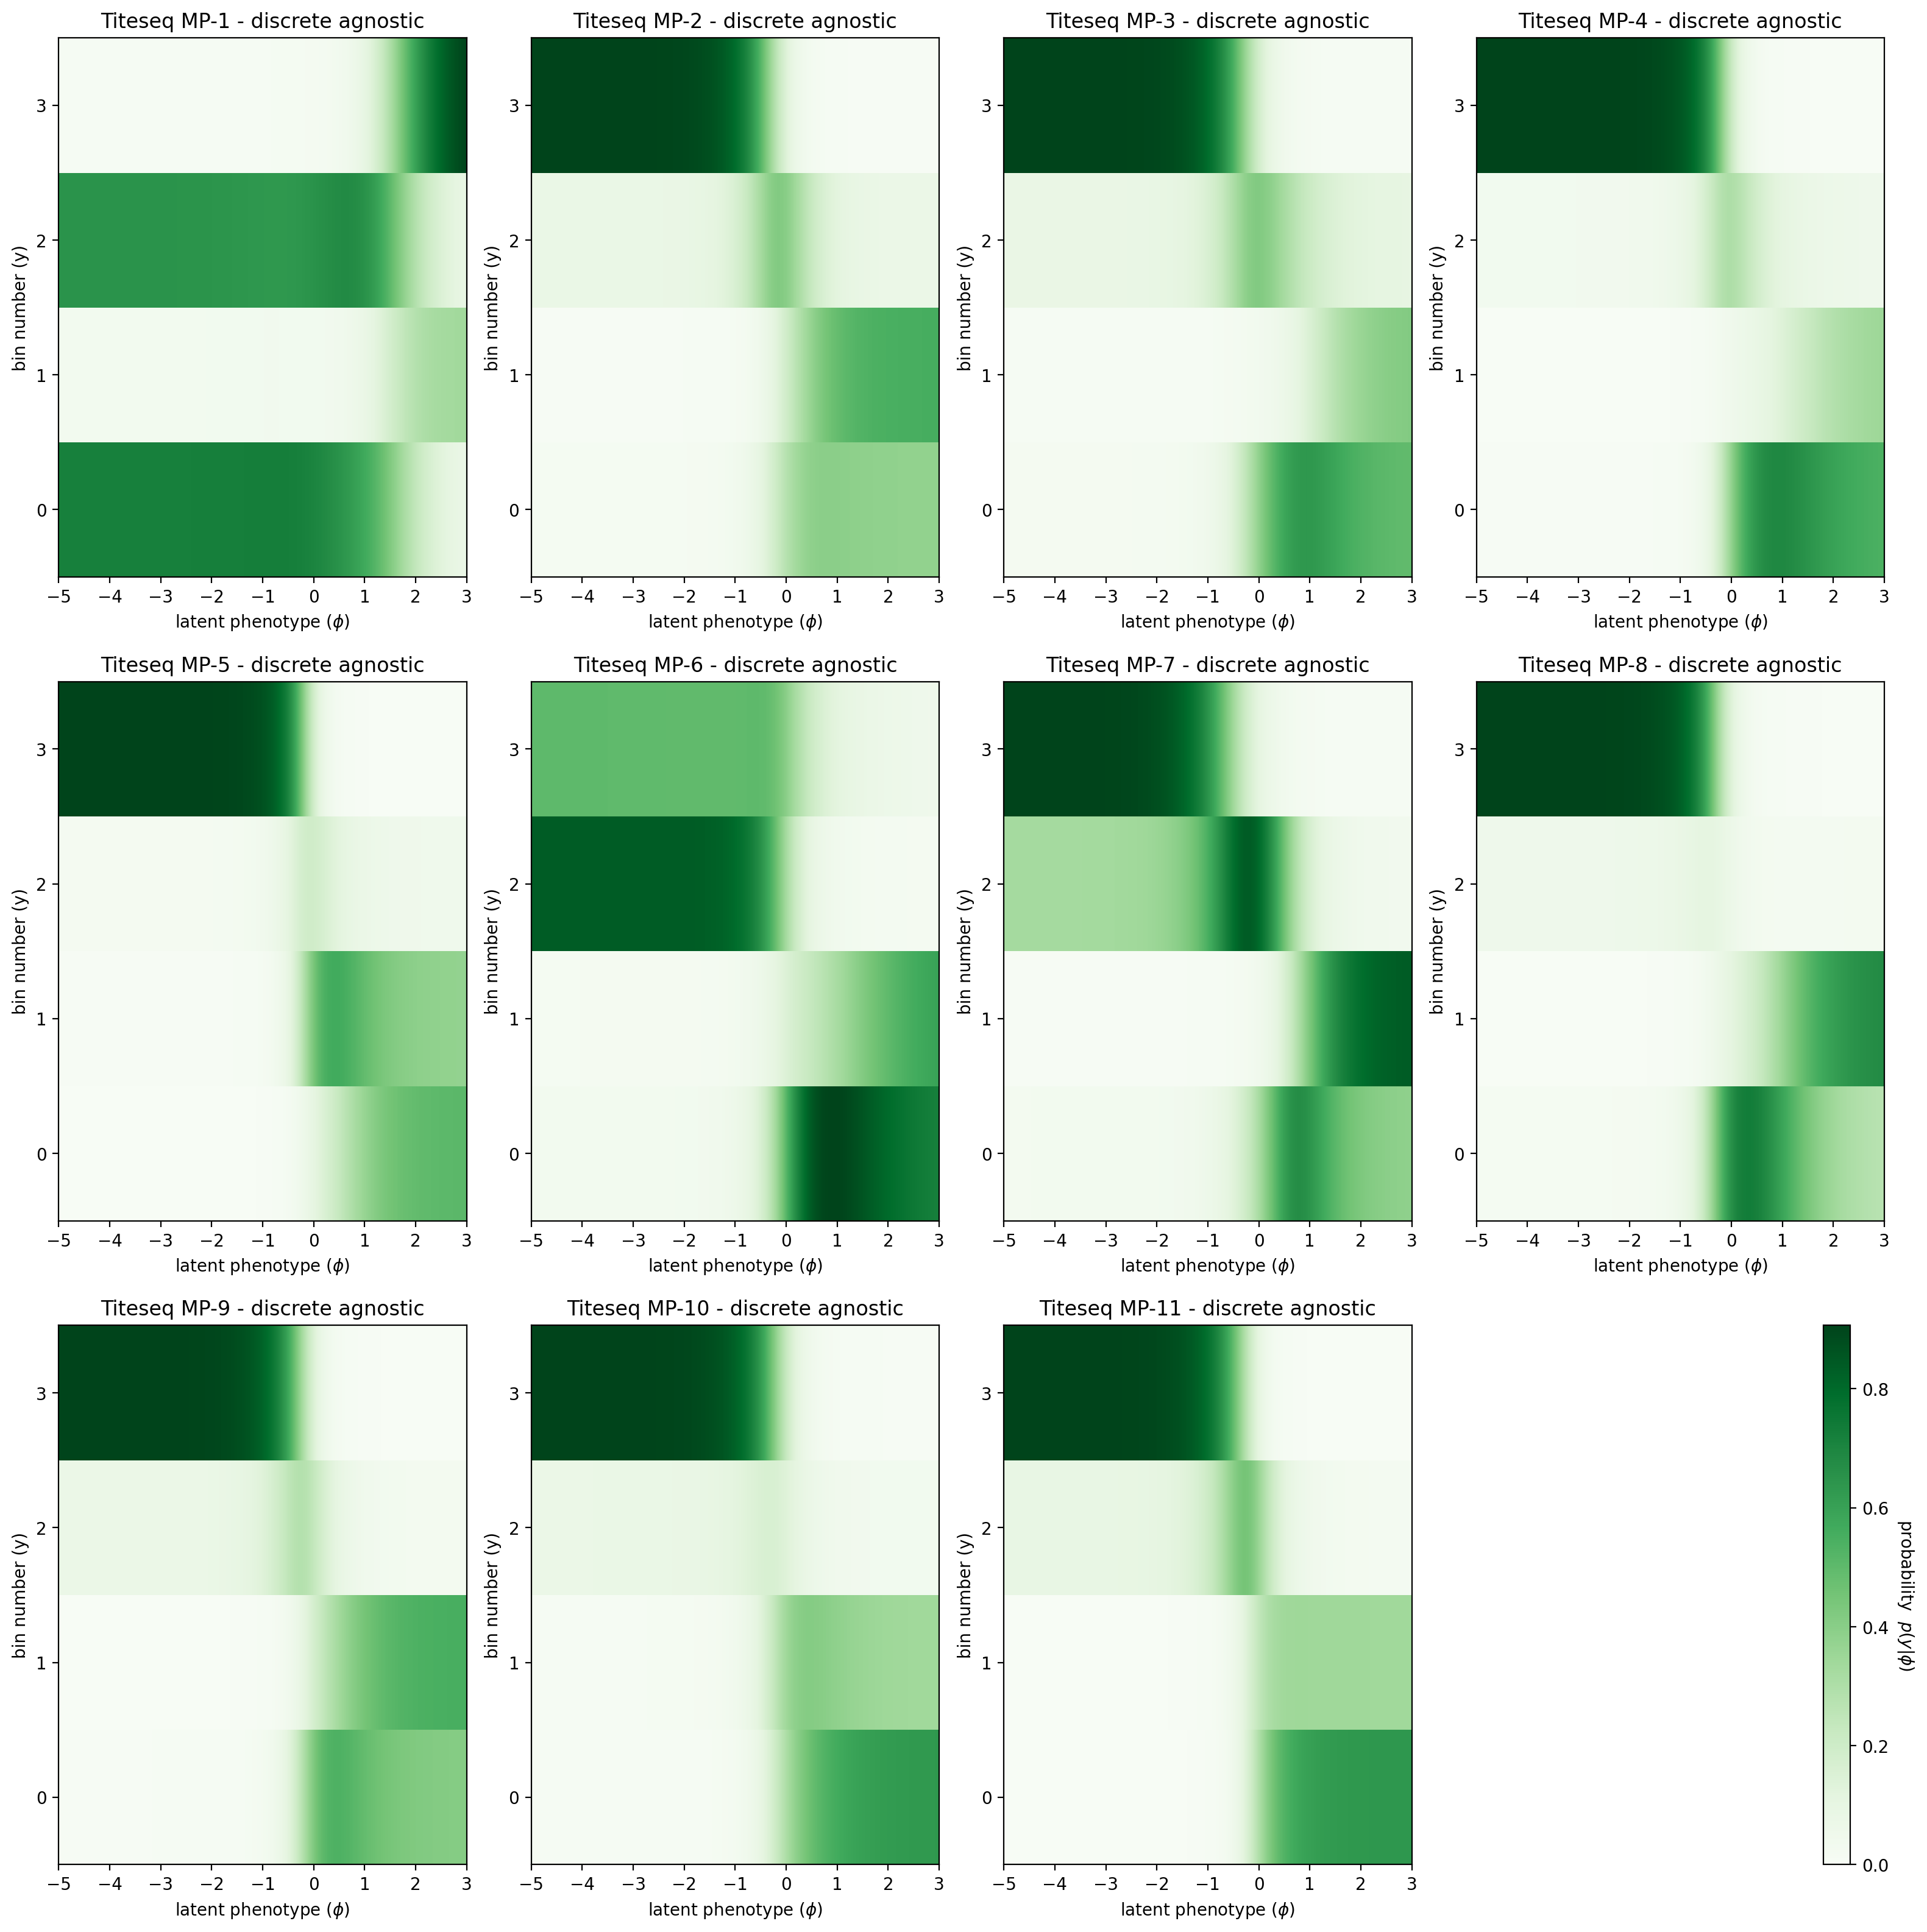 Titeseq MP-1 - discrete agnostic
bin number (y)
3
2
1
0
−5 −4 −3 −2 −1 0 1 2 3
latent phenotype (ϕ)
Titeseq MP-2 - discrete agnostic
bin number (y)
3
2
1
0
−5 −4 −3 −2 −1 0 1 2 3
latent phenotype (ϕ)
Titeseq MP-3 - discrete agnostic
bin number (y)
3
2
1
0
−5 −4 −3 −2 −1 0 1 2 3
latent phenotype (ϕ)
Titeseq MP-4 - discrete agnostic
bin number (y)
3
2
1
0
−5 −4 −3 −2 −1 0 1 2 3
latent phenotype (ϕ)
Titeseq MP-5 - discrete agnostic
bin number (y)
3
2
1
0
−5 −4 −3 −2 −1 0 1 2 3
latent phenotype (ϕ)
Titeseq MP-6 - discrete agnostic
bin number (y)
3
2
1
0
−5 −4 −3 −2 −1 0 1 2 3
latent phenotype (ϕ)
Titeseq MP-7 - discrete agnostic
bin number (y)
3
2
1
0
−5 −4 −3 −2 −1 0 1 2 3
latent phenotype (ϕ)
Titeseq MP-8 - discrete agnostic
bin number (y)
3
2
1
0
−5 −4 −3 −2 −1 0 1 2 3
latent phenotype (ϕ)
Titeseq MP-9 - discrete agnostic
bin number (y)
3
2
1
0
−5 −4 −3 −2 −1 0 1 2 3
latent phenotype (ϕ)
Titeseq MP-10 - discrete agnostic
bin number (y)
3
2
1
0
−5 −4 −3 −2 −1 0 1 2 3
latent phenotype (ϕ)
Titeseq MP-11 - discrete agnostic
bin number (y)
3
2
1
0
−5 −4 −3 −2 −1 0 1 2 3
latent phenotype (ϕ)
0.8
0.6
0.4
0.2
0.0
probability p(y|ϕ)